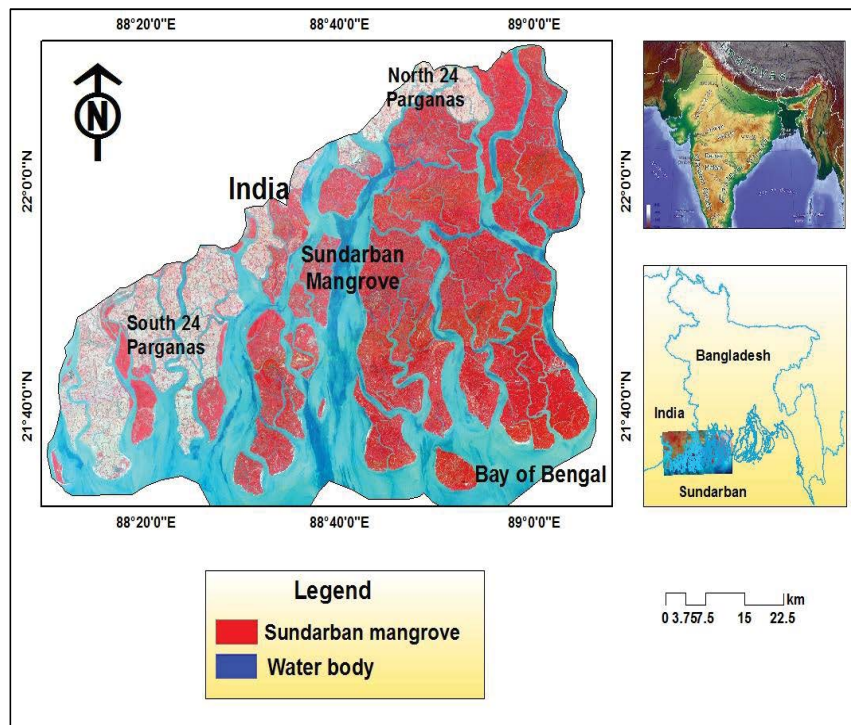 88°20'0"E
88°40'0"E
89°0'0"E
22°0'0"N
21°40'0"N
N
North 24
Parganas
India
Sundarban
Mangrove
South 24
Parganas
Bay of Bengal
88°20'0"E
88°40'0"E
89°0'0"E
22°0'0"N
21°40'0"N
Bangladesh
India
Sundarban
Legend
Sundarban mangrove
Water body
km
0 3.757.5 15 22.5